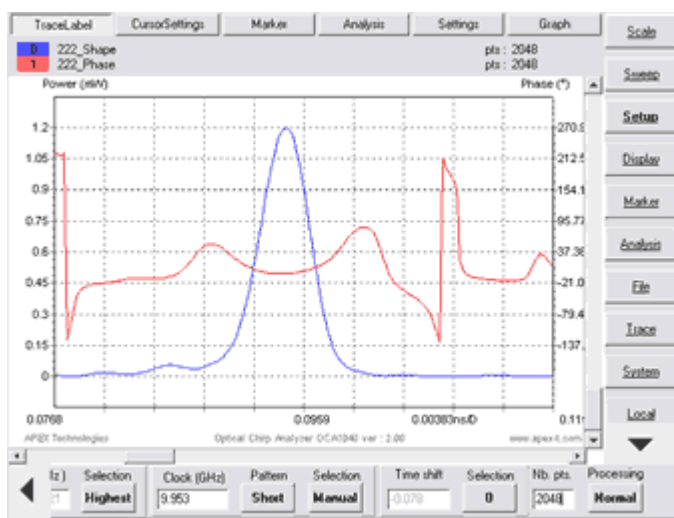 TraceLabel CursorSettings Marker Analysis Settings Graph
Scale
0 222_Shape pts : 2048
1 222_Phase pts : 2048
Power (mW) Phase (°)
Sweep
Setup
Display
Marker
Analysis
File
Trace
System
Local
1.2 270.9
1.05 212.5
0.9 154.1
0.75 95.77
0.6 37.36
0.45 -21.0
0.3 -79.4
0.15 -137.
0
0.0768 0.0959 0.00383ns/D
APEX Technologies Optical Chirp Analyzer OCA1040 ver : 2.00 www.apex-t.com
Selection Clock (GHz) Pattern Selection Time shift Selection Nb. pts. Processing
Highest 9.953 Short Manual -0.078 0 2048 Normal